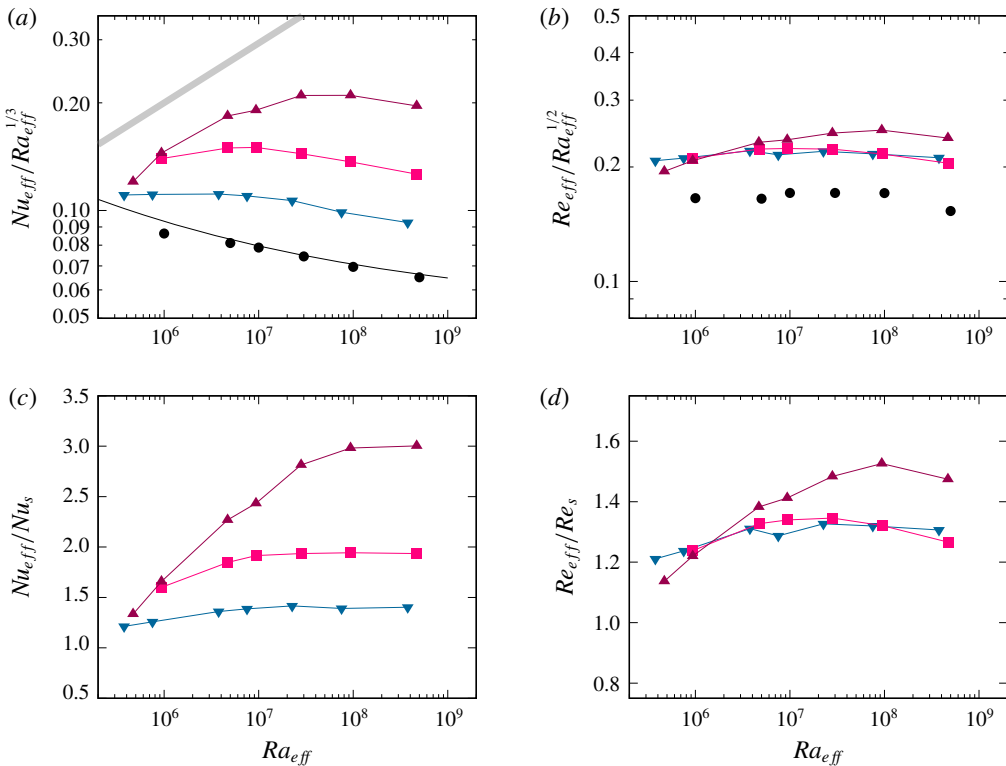 (a)
0.30
0.20
0.10
0.09
0.08
0.07
0.06
0.05
Nu_eff/Ra_eff^{1/3}
10^6 10^7 10^8 10^9
(b)
0.5
0.4
0.3
0.2
0.1
Re_eff/Ra_eff^{1/2}
10^6 10^7 10^8 10^9
(c)
3.5
3.0
2.5
2.0
1.5
1.0
0.5
Nu_eff/Nu_s
10^6 10^7 10^8 10^9
Ra_eff
(d)
1.6
1.4
1.2
1.0
0.8
Re_eff/Re_s
10^6 10^7 10^8 10^9
Ra_eff